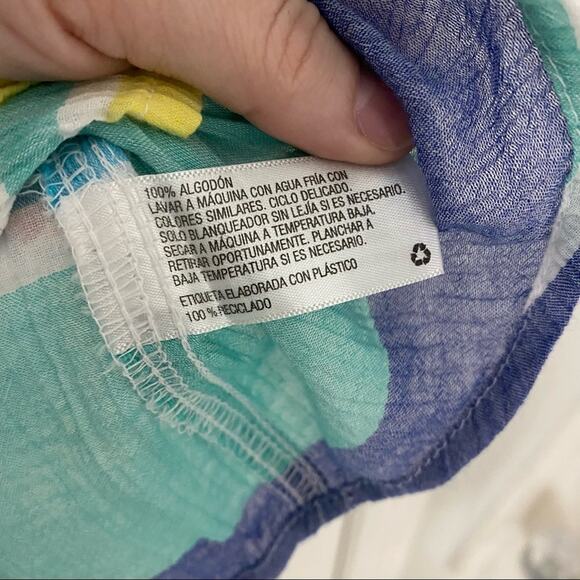 100% ALGODÓN
LAVAR A MÁQUINA CON AGUA FRÍA CON
COLORES SIMILARES. CICLO DELICADO.
SOLO BLANQUEADOR SIN LEJÍA SI ES NECESARIO.
SECAR A MÁQUINA A TEMPERATURA BAJA.
RETIRAR OPORTUNAMENTE. PLANCHAR A
BAJA TEMPERATURA SI ES NECESARIO.
ETIQUETA ELABORADA CON PLÁSTICO
100% RECICLADO